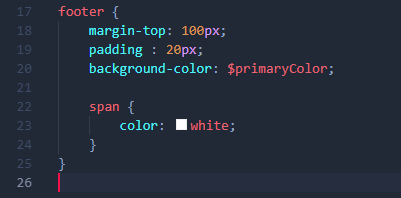 17 footer {
18     margin-top: 100px;
19     padding : 20px;
20     background-color: $primaryColor;
21
22     span {
23         color: white;
24     }
25 }
26